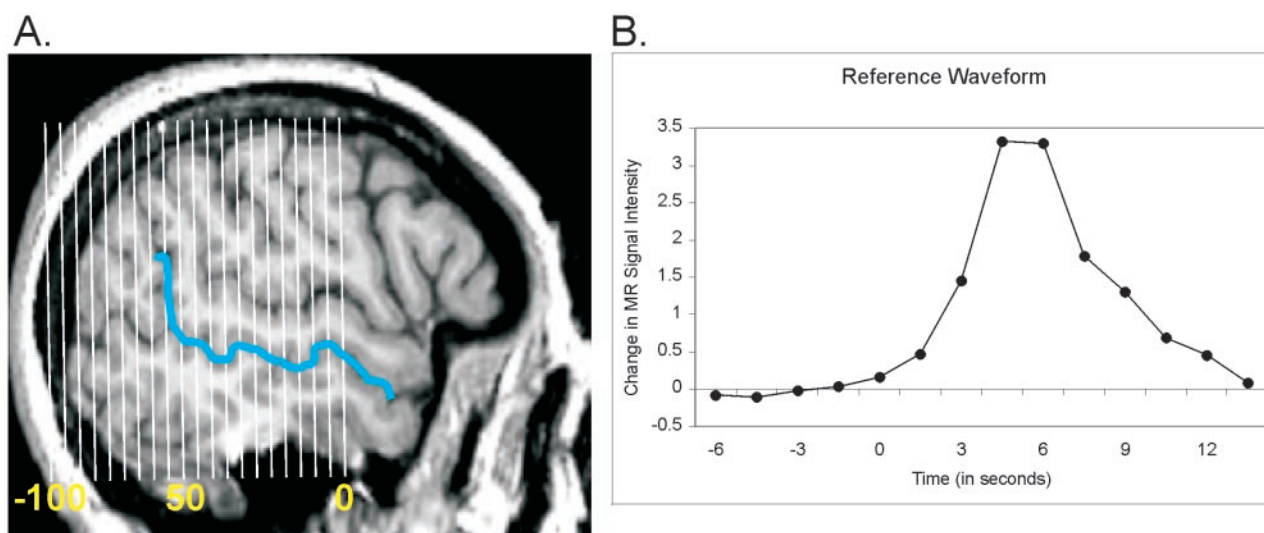 A.
-100 50 0
B.
Reference Waveform
Change in MR Signal Intensity
3.5
3
2.5
2
1.5
1
0.5
0
-0.5
-6 -3 0 3 6 9 12
Time (in seconds)